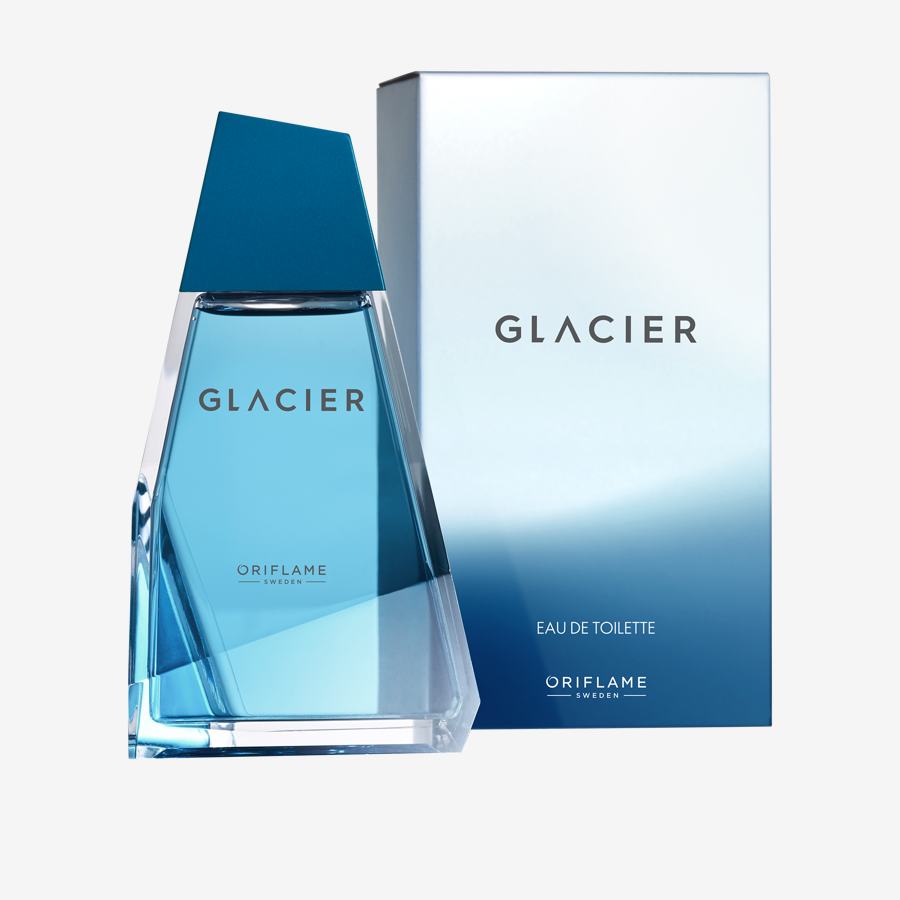 GLACIER
ORIFLAME
SWEDEN
GLACIER
EAU DE TOILETTE
ORIFLAME
SWEDEN